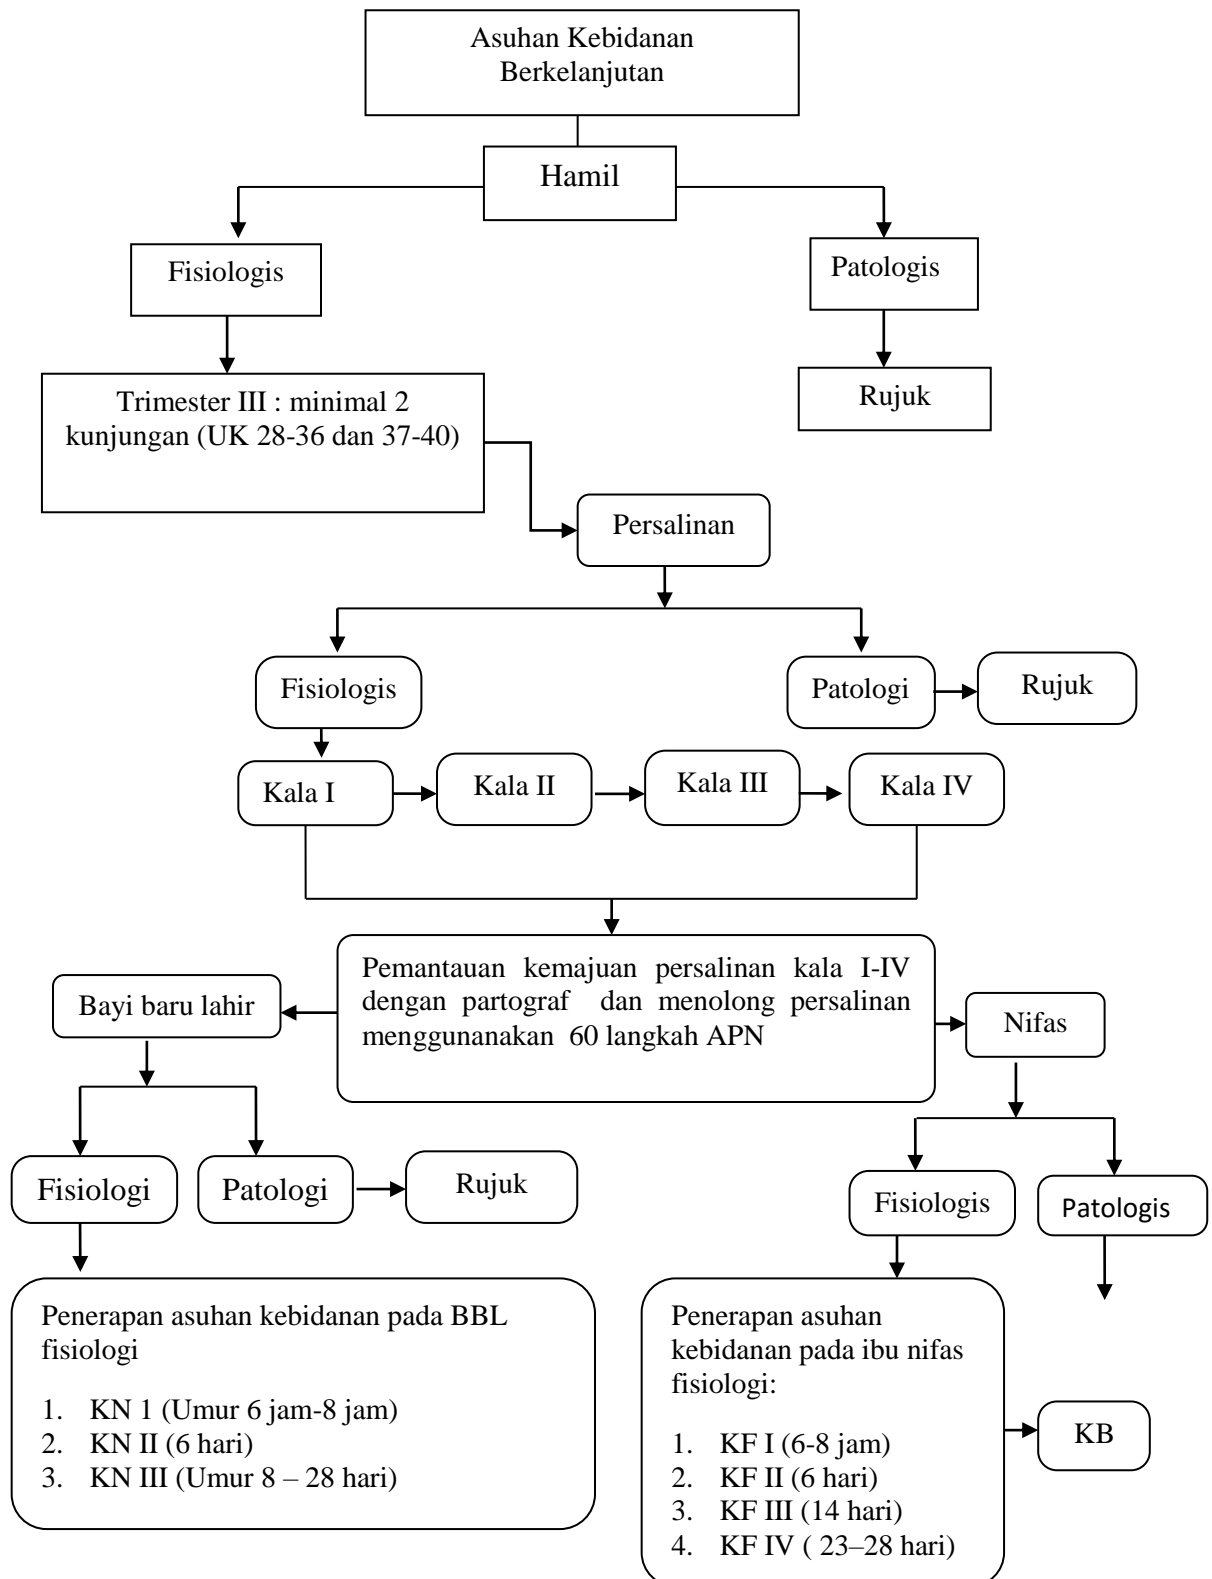 Asuhan Kebidanan
Berkelanjutan
Hamil
Fisiologis
Patologis
Trimester III : minimal 2
kunjungan (UK 28-36 dan 37-40)
Rujuk
Persalinan
Fisiologis
Patologi
Rujuk
Kala I
Kala II
Kala III
Kala IV
Pemantauan kemajuan persalinan kala I-IV
dengan partograf dan menolong persalinan
menggunanakan 60 langkah APN
Bayi baru lahir
Nifas
Fisiologi
Patologi
Rujuk
Fisiologis
Patologis
Penerapan asuhan kebidanan pada BBL
fisiologi
1. KN 1 (Umur 6 jam-8 jam)
2. KN II (6 hari)
3. KN III (Umur 8 – 28 hari)
Penerapan asuhan
kebidanan pada ibu nifas
fisiologi:
1. KF I (6-8 jam)
2. KF II (6 hari)
3. KF III (14 hari)
4. KF IV ( 23–28 hari)
KB